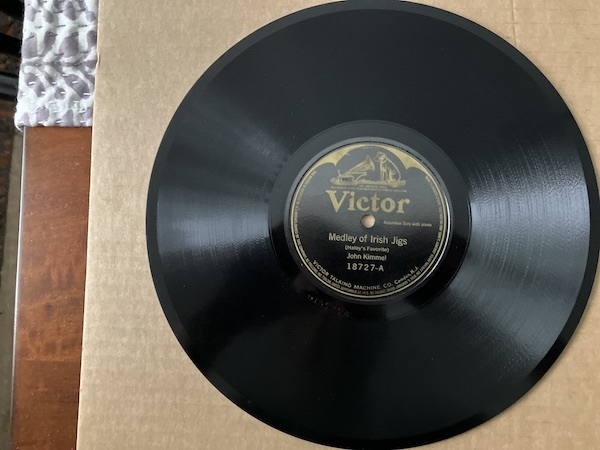 Victor
Accordion Solo with piano
Medley of Irish Jigs
(Haley's Favorite)
John Kimmel
18727-A
VICTOR TALKING MACHINE CO. Camden, N.J.